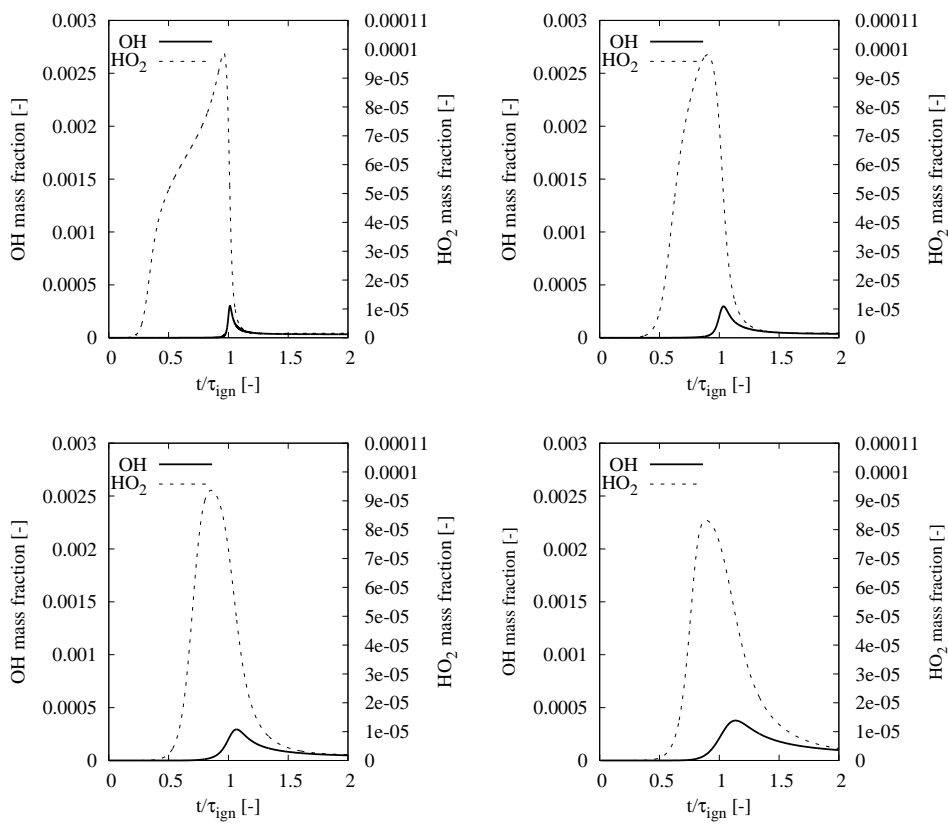 OH
HO2
OH mass fraction [-]
0.003
0.0025
0.002
0.0015
0.001
0.0005
0
HO2 mass fraction [-]
0.00011
0.0001
9e-05
8e-05
7e-05
6e-05
5e-05
4e-05
3e-05
2e-05
1e-05
0
0 0.5 1 1.5 2
t/τign [-]
OH
HO2
OH mass fraction [-]
0.003
0.0025
0.002
0.0015
0.001
0.0005
0
HO2 mass fraction [-]
0.00011
0.0001
9e-05
8e-05
7e-05
6e-05
5e-05
4e-05
3e-05
2e-05
1e-05
0
0 0.5 1 1.5 2
t/τign [-]
OH
HO2
OH mass fraction [-]
0.003
0.0025
0.002
0.0015
0.001
0.0005
0
HO2 mass fraction [-]
0.00011
0.0001
9e-05
8e-05
7e-05
6e-05
5e-05
4e-05
3e-05
2e-05
1e-05
0
0 0.5 1 1.5 2
t/τign [-]
OH
HO2
OH mass fraction [-]
0.003
0.0025
0.002
0.0015
0.001
0.0005
0
HO2 mass fraction [-]
0.00011
0.0001
9e-05
8e-05
7e-05
6e-05
5e-05
4e-05
3e-05
2e-05
1e-05
0
0 0.5 1 1.5 2
t/τign [-]